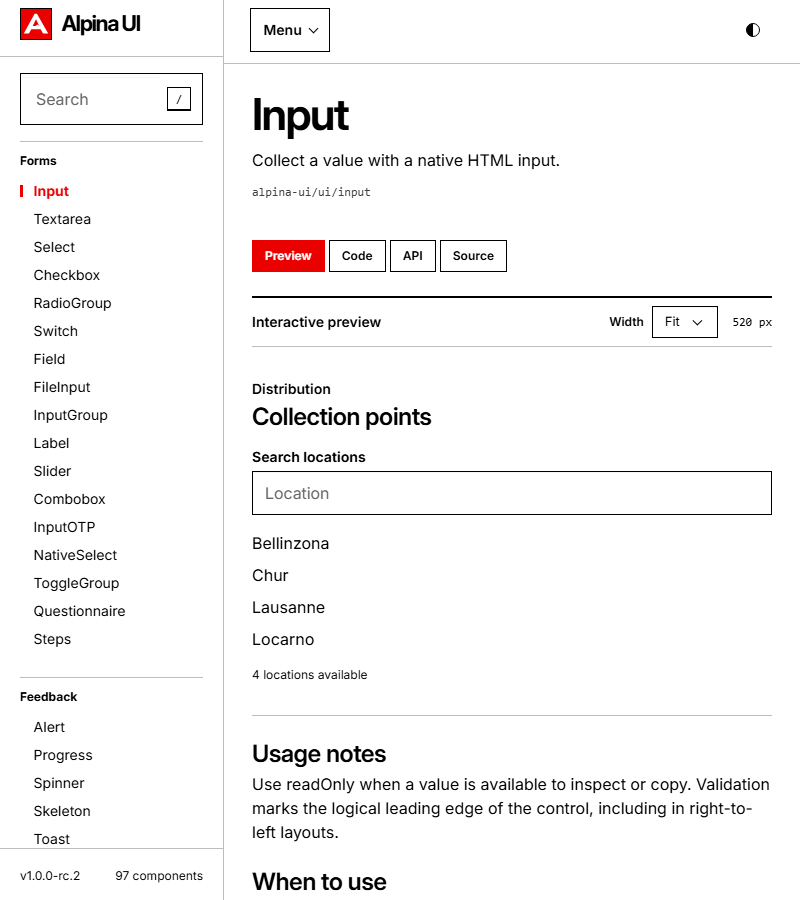 Alpina UI
Menu
Search
/
Forms
Input
Textarea
Select
Checkbox
RadioGroup
Switch
Field
FileInput
InputGroup
Label
Slider
Combobox
InputOTP
NativeSelect
ToggleGroup
Questionnaire
Steps
Feedback
Alert
Progress
Spinner
Skeleton
Toast
v1.0.0-rc.2 97 components
Input
Collect a value with a native HTML input.
alpina-ui/ui/input
Preview Code API Source
Interactive preview Width Fit 520 px
Distribution
Collection points
Search locations
Location
Bellinzona
Chur
Lausanne
Locarno
4 locations available
Usage notes
Use readOnly when a value is available to inspect or copy. Validation
marks the logical leading edge of the control, including in right-to-
left layouts.
When to use